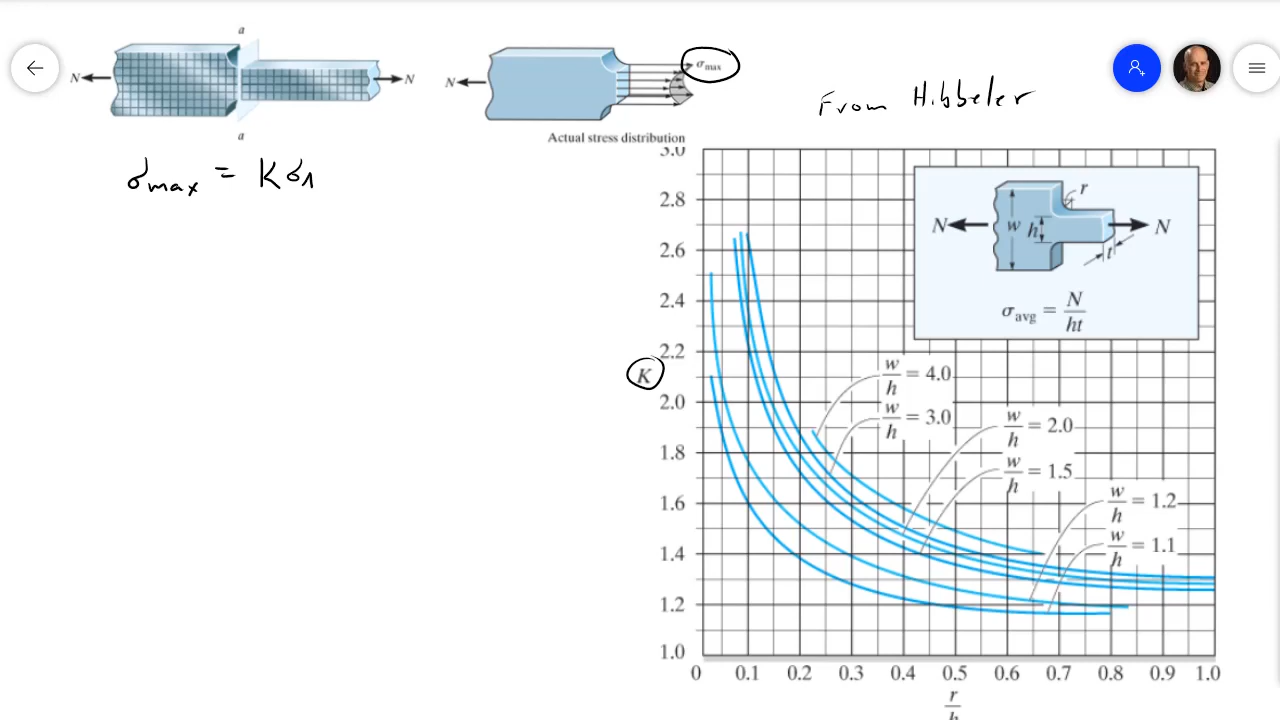 a
N N
a
N σmax
Actual stress distribution
From Hibbeler
σmax = Kσ1
3.0
2.8
2.6
2.4
2.2
K
2.0
1.8
1.6
1.4
1.2
1.0
0 0.1 0.2 0.3 0.4 0.5 0.6 0.7 0.8 0.9 1.0
r/h
N w h r t N
σavg = N/ht
w/h = 4.0
w/h = 3.0
w/h = 2.0
w/h = 1.5
w/h = 1.2
w/h = 1.1